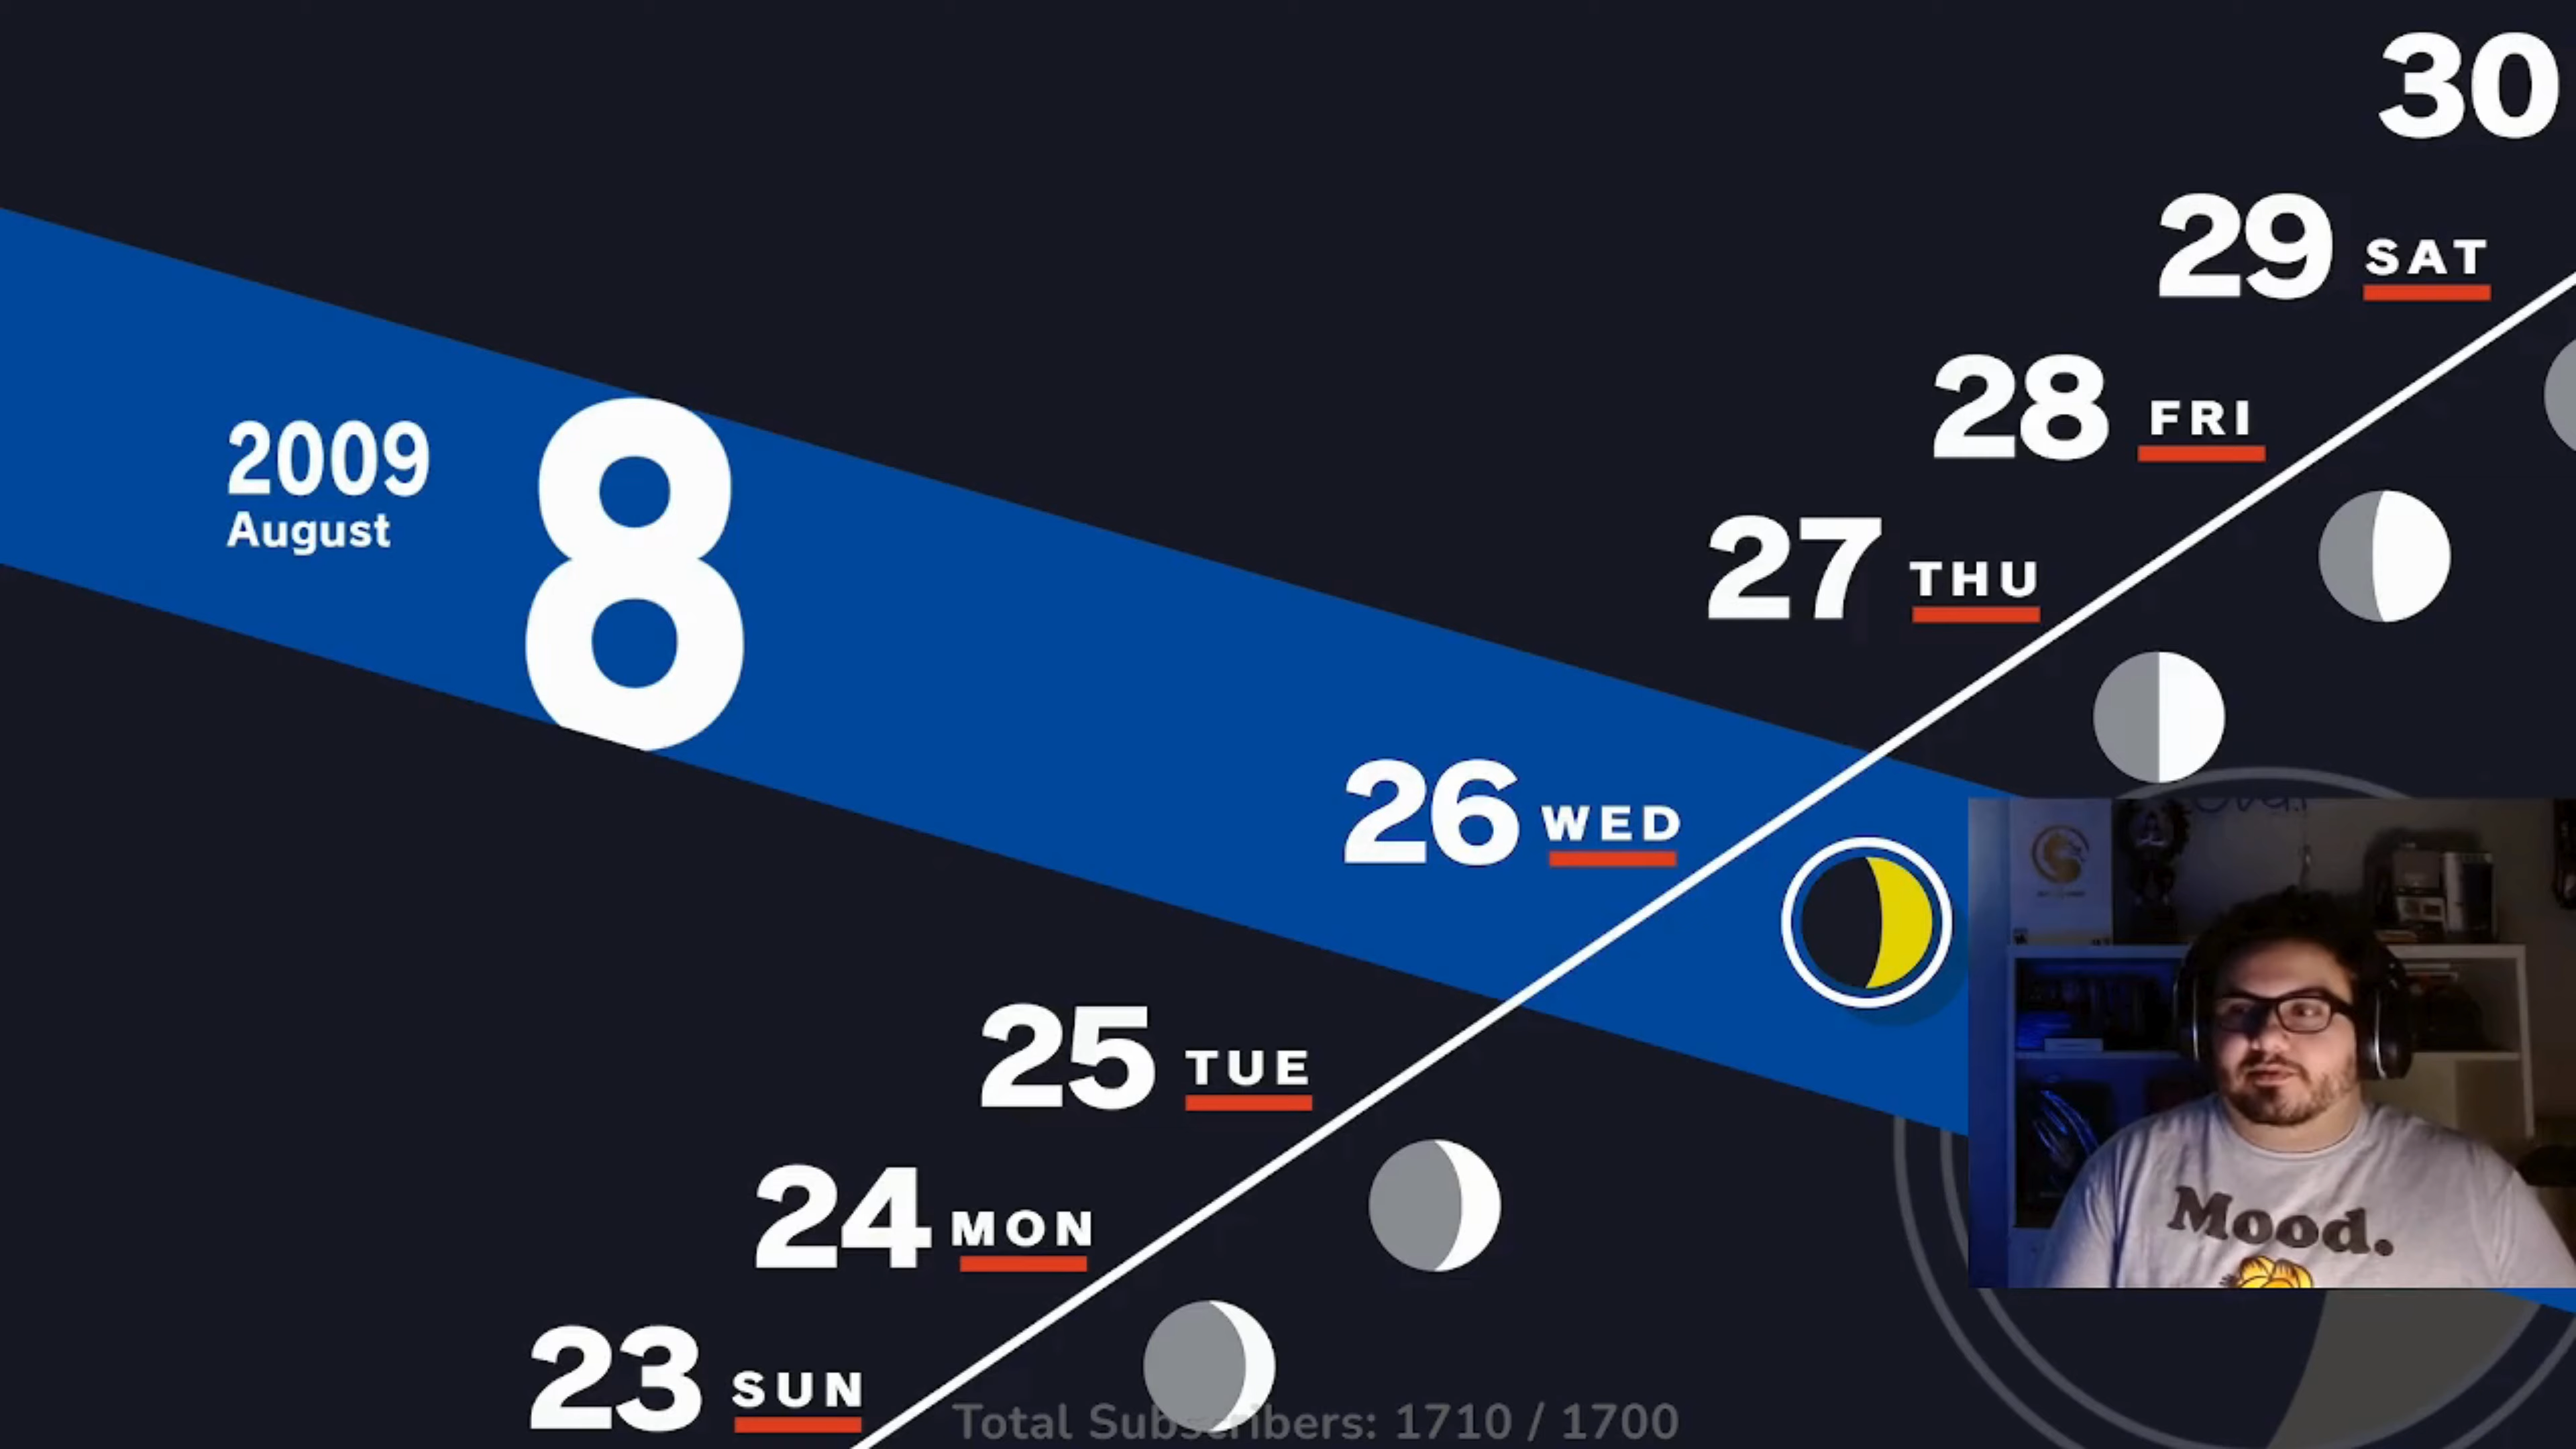 30
29 SAT
28 FRI
27 THU
2009
August
8
26 WED
25 TUE
24 MON
23 SUN
Total Subscribers: 1710 / 1700
Mood.